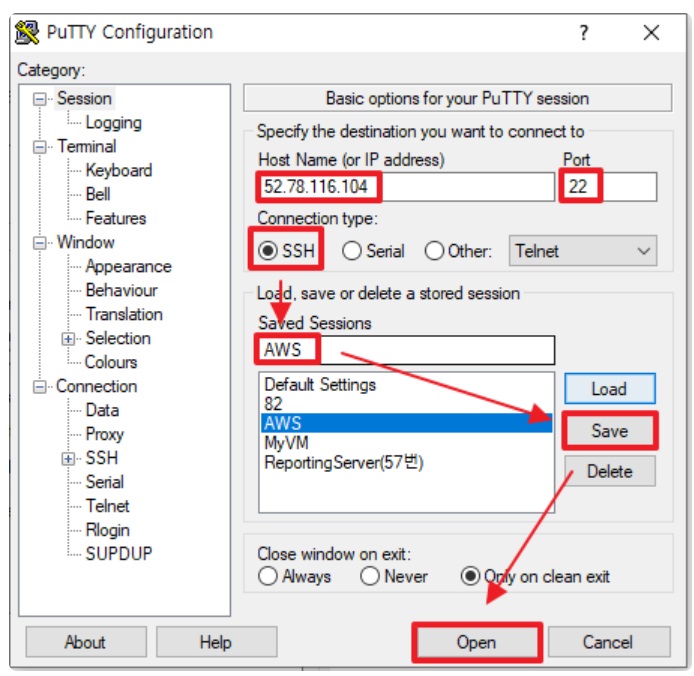 PuTTY Configuration ? ×
Category:
Session
Logging
Terminal
Keyboard
Bell
Features
Window
Appearance
Behaviour
Translation
Selection
Colours
Connection
Data
Proxy
SSH
Serial
Telnet
Rlogin
SUPDUP
Basic options for your PuTTY session
Specify the destination you want to connect to
Host Name (or IP address) Port
52.78.116.104 22
Connection type:
SSH Serial Other: Telnet
Load, save or delete a stored session
Saved Sessions
AWS
Default Settings
82
AWS
MyVM
ReportingServer(57번)
Load
Save
Delete
Close window on exit:
Always Never Only on clean exit
About Help Open Cancel